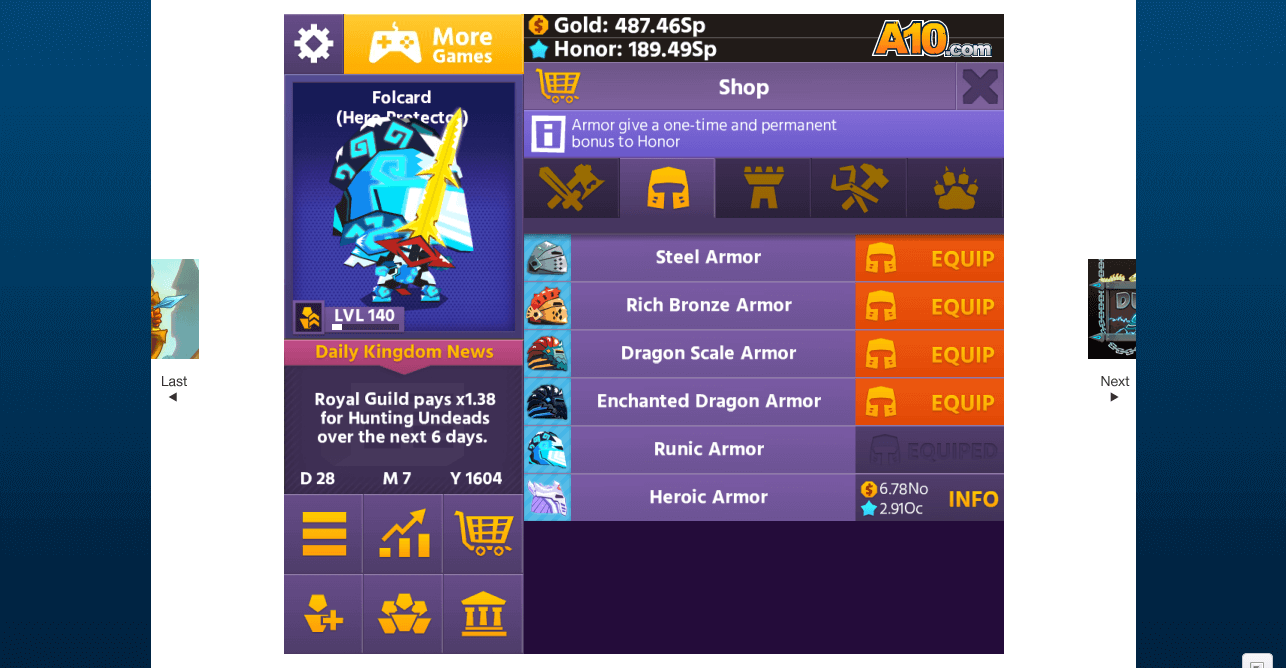 More
Games
Gold: 487.46Sp
Honor: 189.49Sp
A10.com
Shop
Folcard
(Hero Protector)
Armor give a one-time and permanent
bonus to Honor
LVL 140
Daily Kingdom News
Royal Guild pays x1.38
for Hunting Undeads
over the next 6 days.
D 28 M 7 Y 1604
Steel Armor EQUIP
Rich Bronze Armor EQUIP
Dragon Scale Armor EQUIP
Enchanted Dragon Armor EQUIP
Runic Armor EQUIPED
Heroic Armor 6.78No INFO
2.91Oc
Last
Next